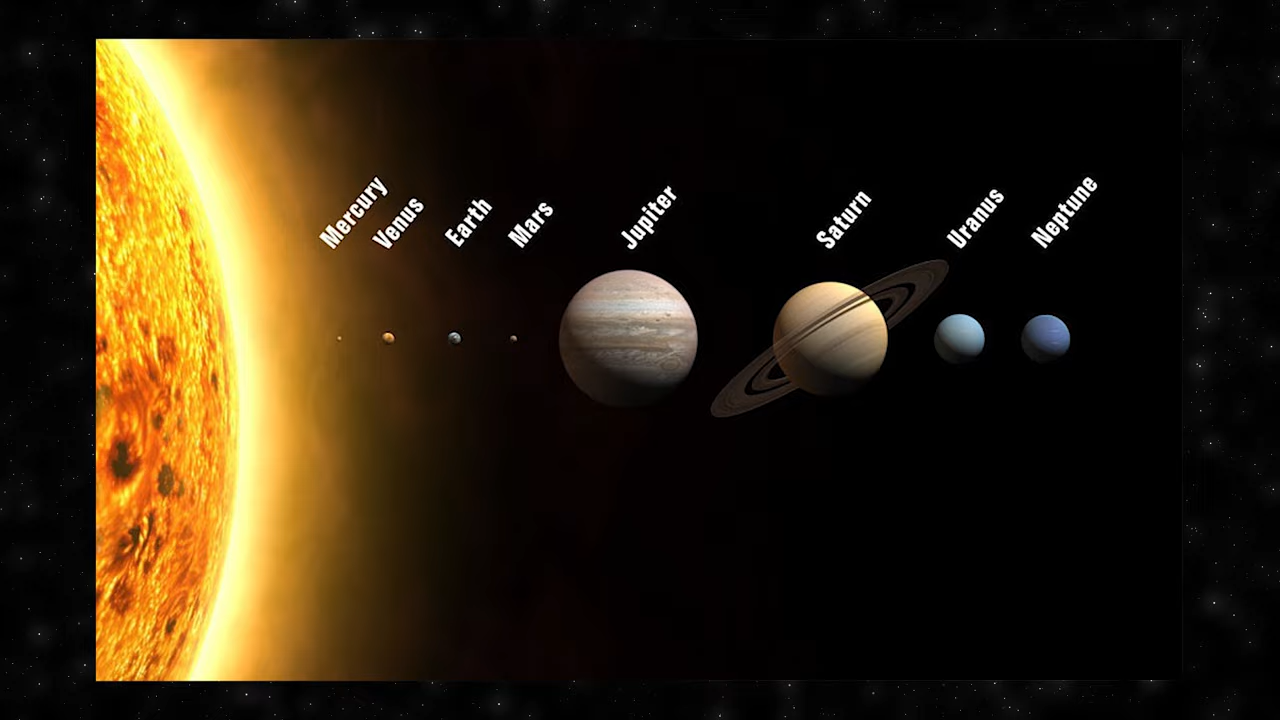 Mercury
Venus
Earth
Mars
Jupiter
Saturn
Uranus
Neptune